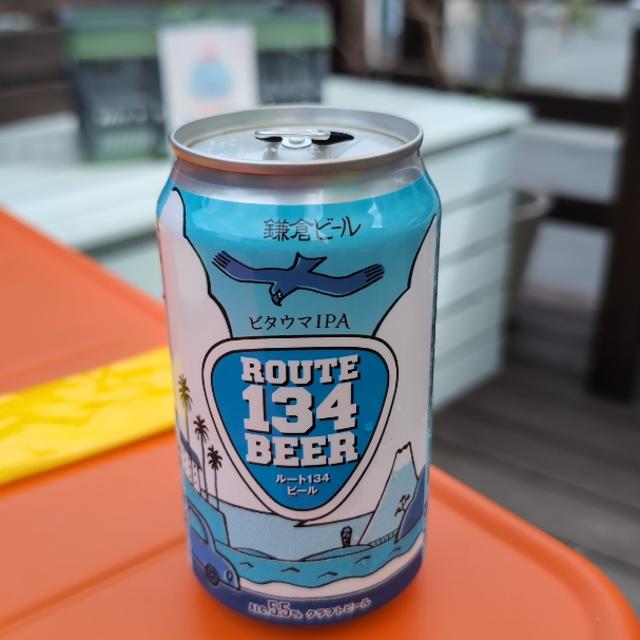 鎌倉ビール
ビタウマIPA
ROUTE
134
BEER
ルート134
ビール
ALC.5.5% クラフトビール